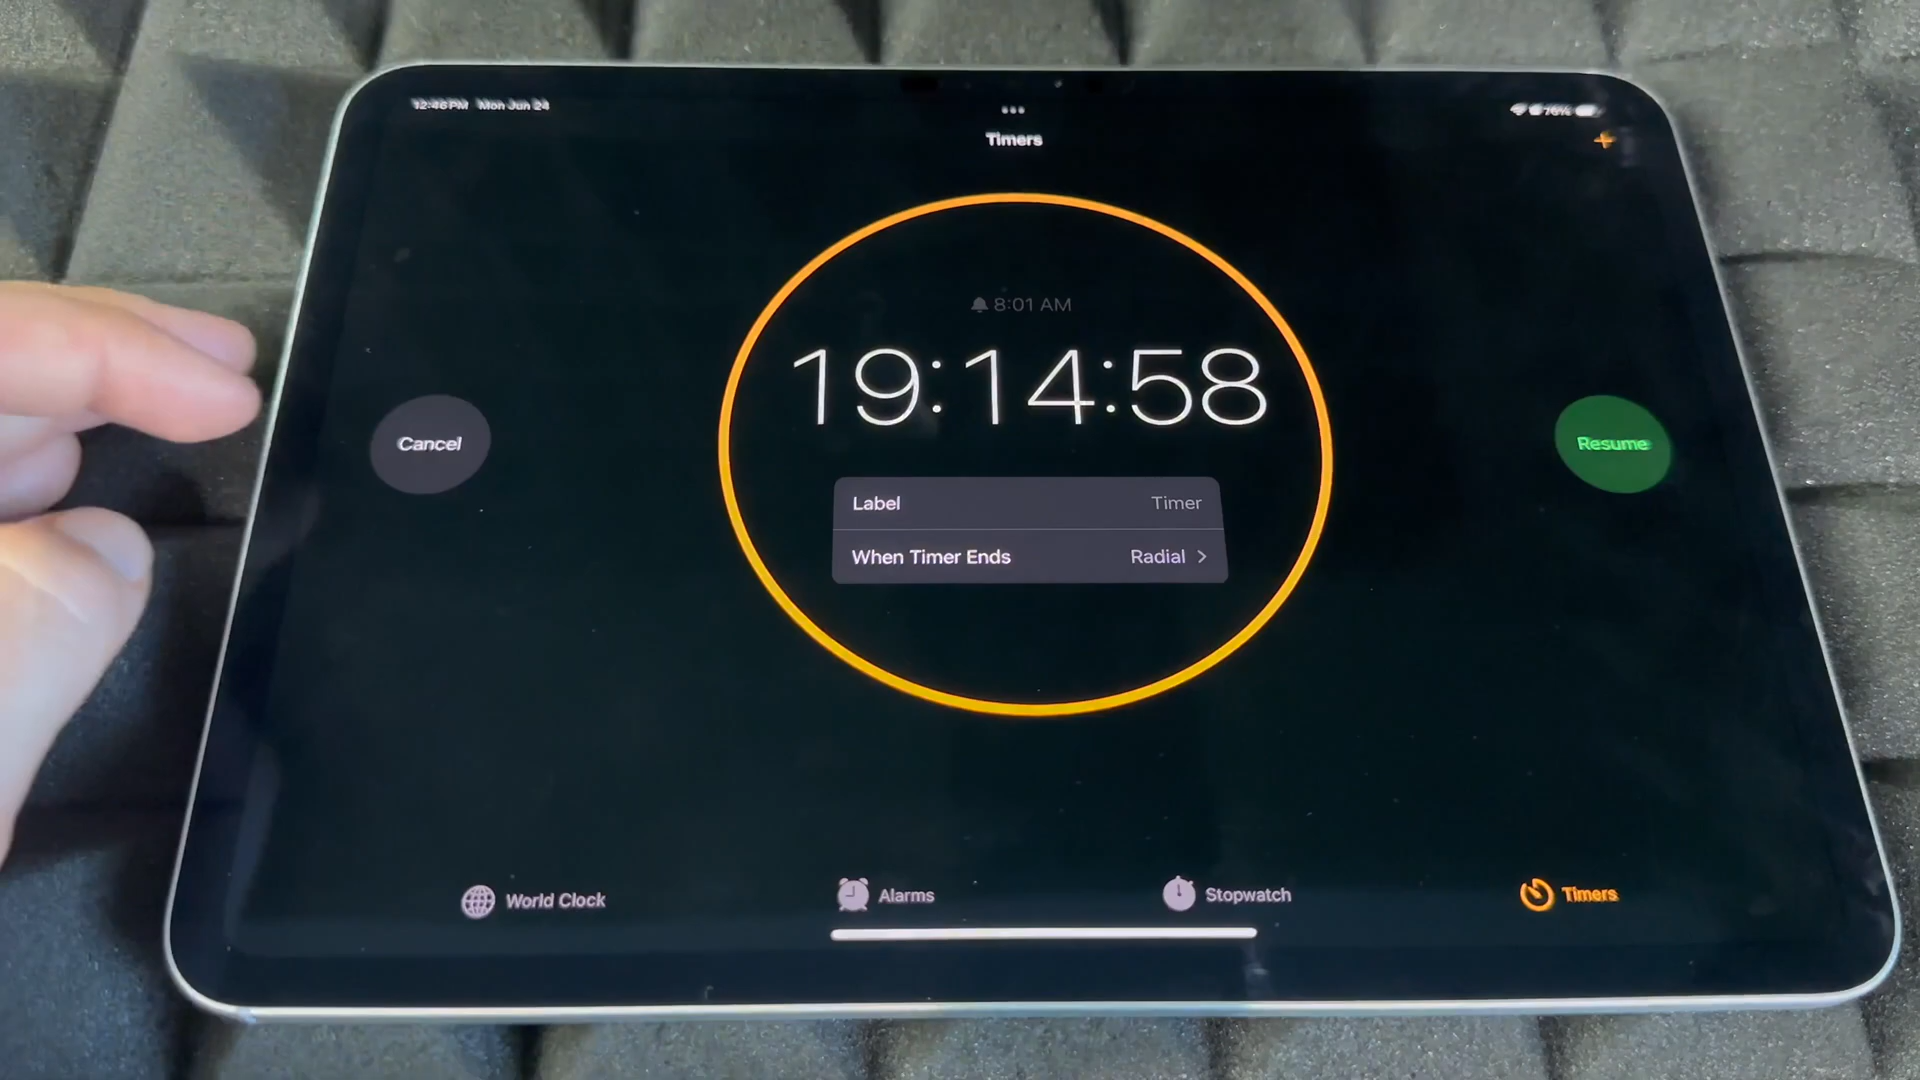 12:46 PM Mon Jun 24
76%
Timers
+
8:01 AM
19:14:58
Cancel
Resume
Label Timer
When Timer Ends Radial >
World Clock Alarms Stopwatch Timers